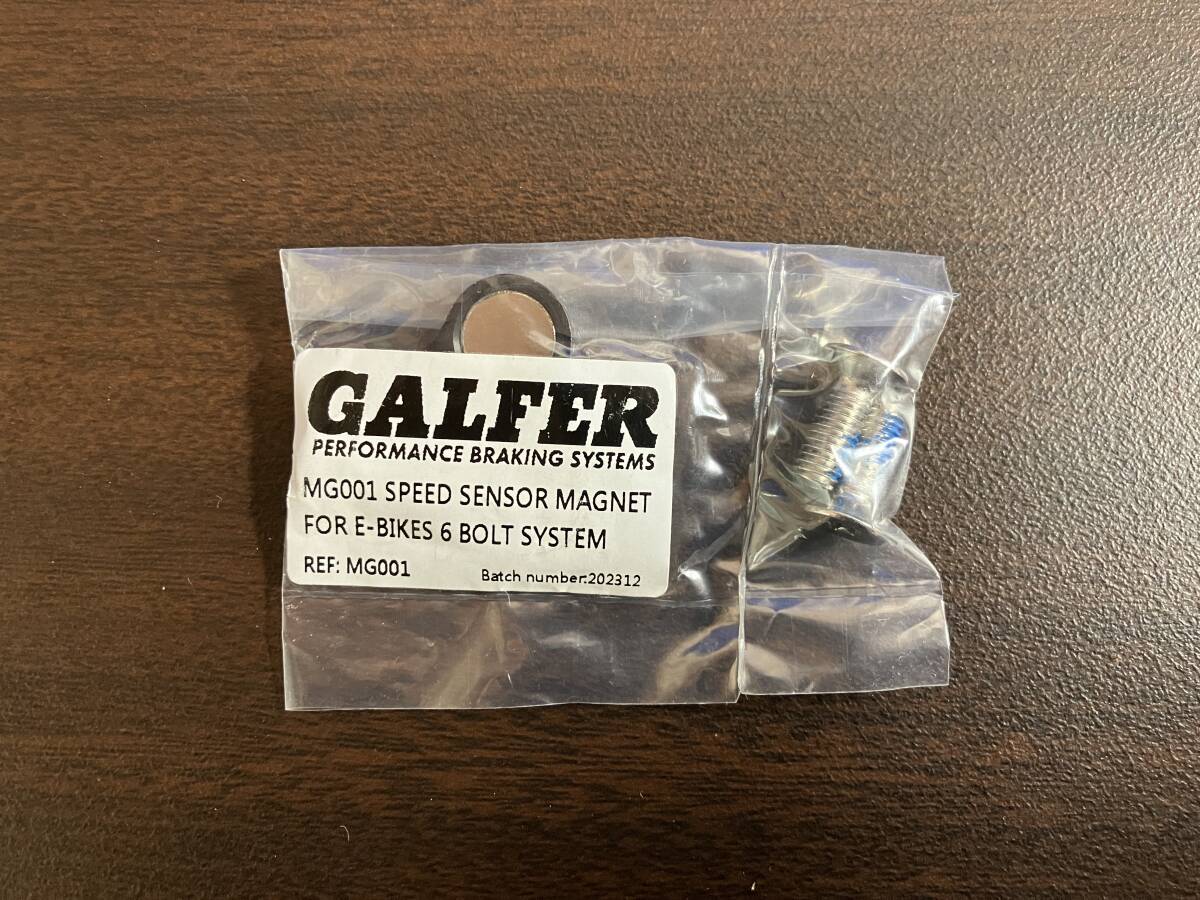 GALFER
PERFORMANCE BRAKING SYSTEMS
MG001 SPEED SENSOR MAGNET
FOR E-BIKES 6 BOLT SYSTEM
REF: MG001 Batch number:202312